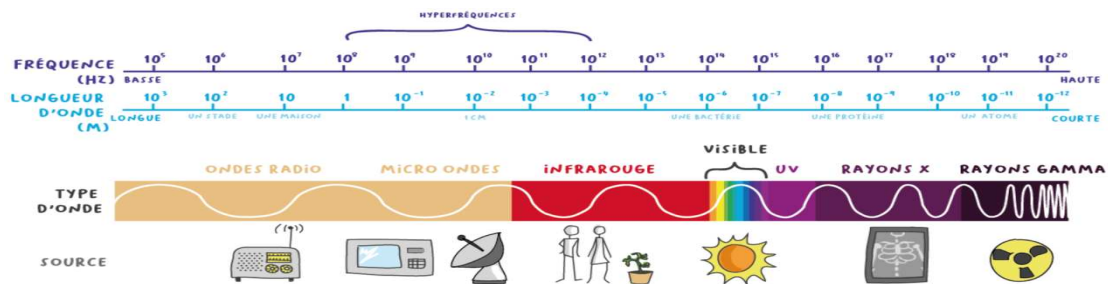 HYPERFRÉQUENCES
FRÉQUENCE (HZ)
10⁵ 10⁶ 10⁷ 10⁸ 10⁹ 10¹⁰ 10¹¹ 10¹² 10¹³ 10¹⁴ 10¹⁵ 10¹⁶ 10¹⁷ 10¹⁸ 10¹⁹ 10²⁰
BASSE HAUTE
LONGUEUR D'ONDE (M)
10³ 10² 10 1 10⁻¹ 10⁻² 10⁻³ 10⁻⁴ 10⁻⁵ 10⁻⁶ 10⁻⁷ 10⁻⁸ 10⁻⁹ 10⁻¹⁰ 10⁻¹¹ 10⁻¹²
LONGUE UN STADE UNE MAISON 1 CM UNE BACTÉRIE UNE PROTÉINE UN ATOME COURTE
VISIBLE
ONDES RADIO MICRO ONDES INFRAROUGE UV RAYONS X RAYONS GAMMA
TYPE D'ONDE
SOURCE